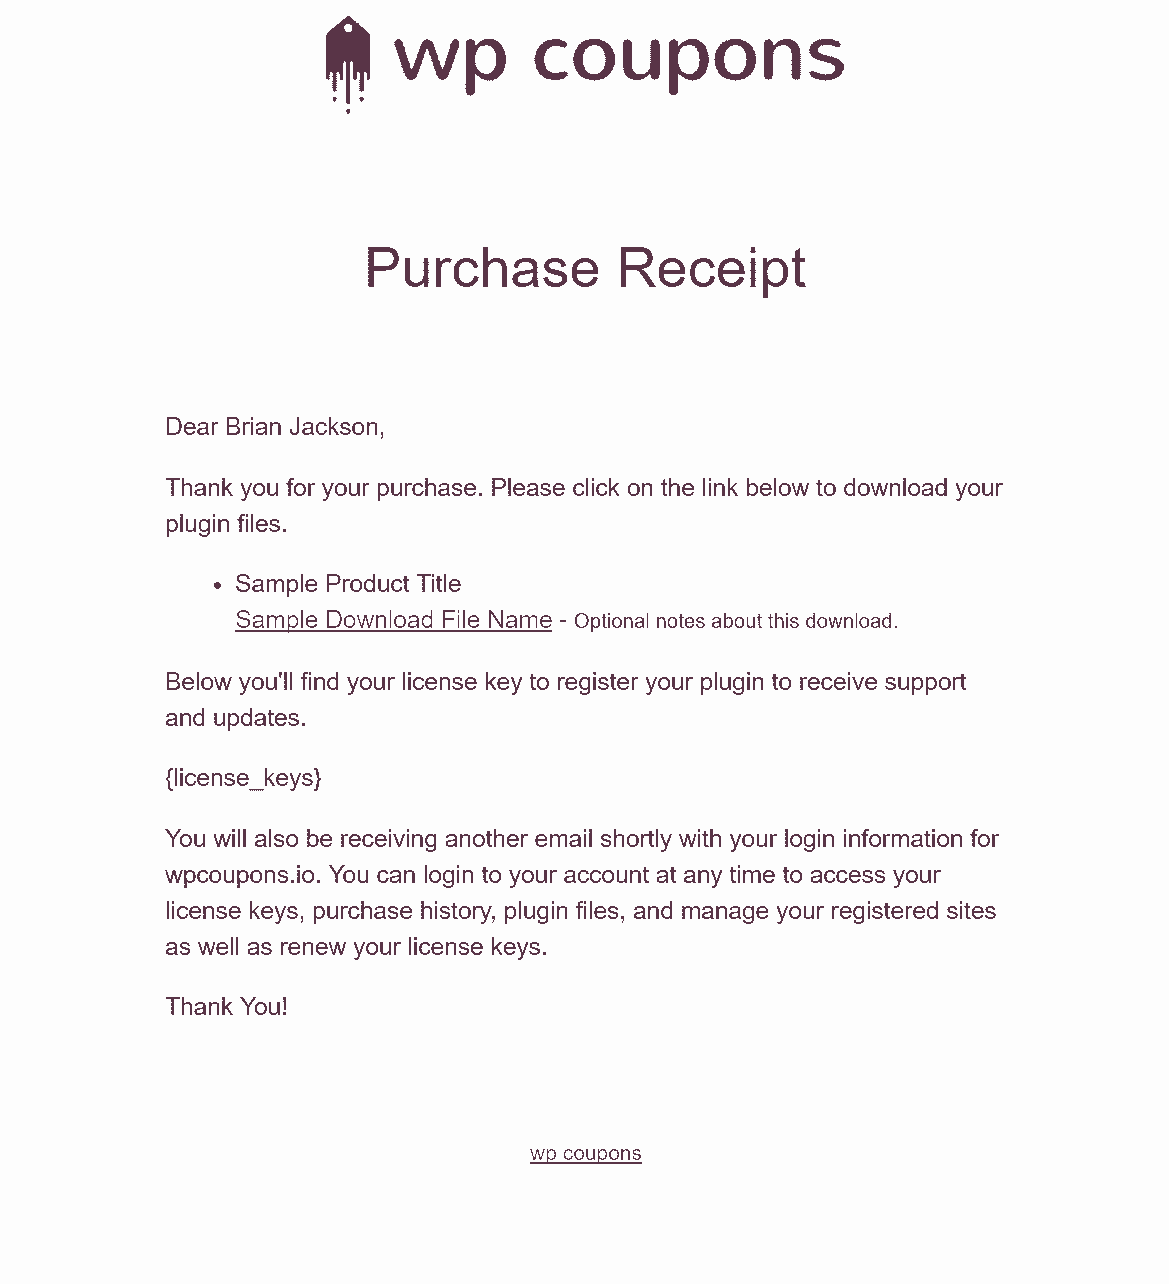 wp coupons
Purchase Receipt
Dear Brian Jackson,
Thank you for your purchase. Please click on the link below to download your
plugin files.
• Sample Product Title
Sample Download File Name - Optional notes about this download.
Below you'll find your license key to register your plugin to receive support
and updates.
{license_keys}
You will also be receiving another email shortly with your login information for
wpcoupons.io. You can login to your account at any time to access your
license keys, purchase history, plugin files, and manage your registered sites
as well as renew your license keys.
Thank You!
wp coupons